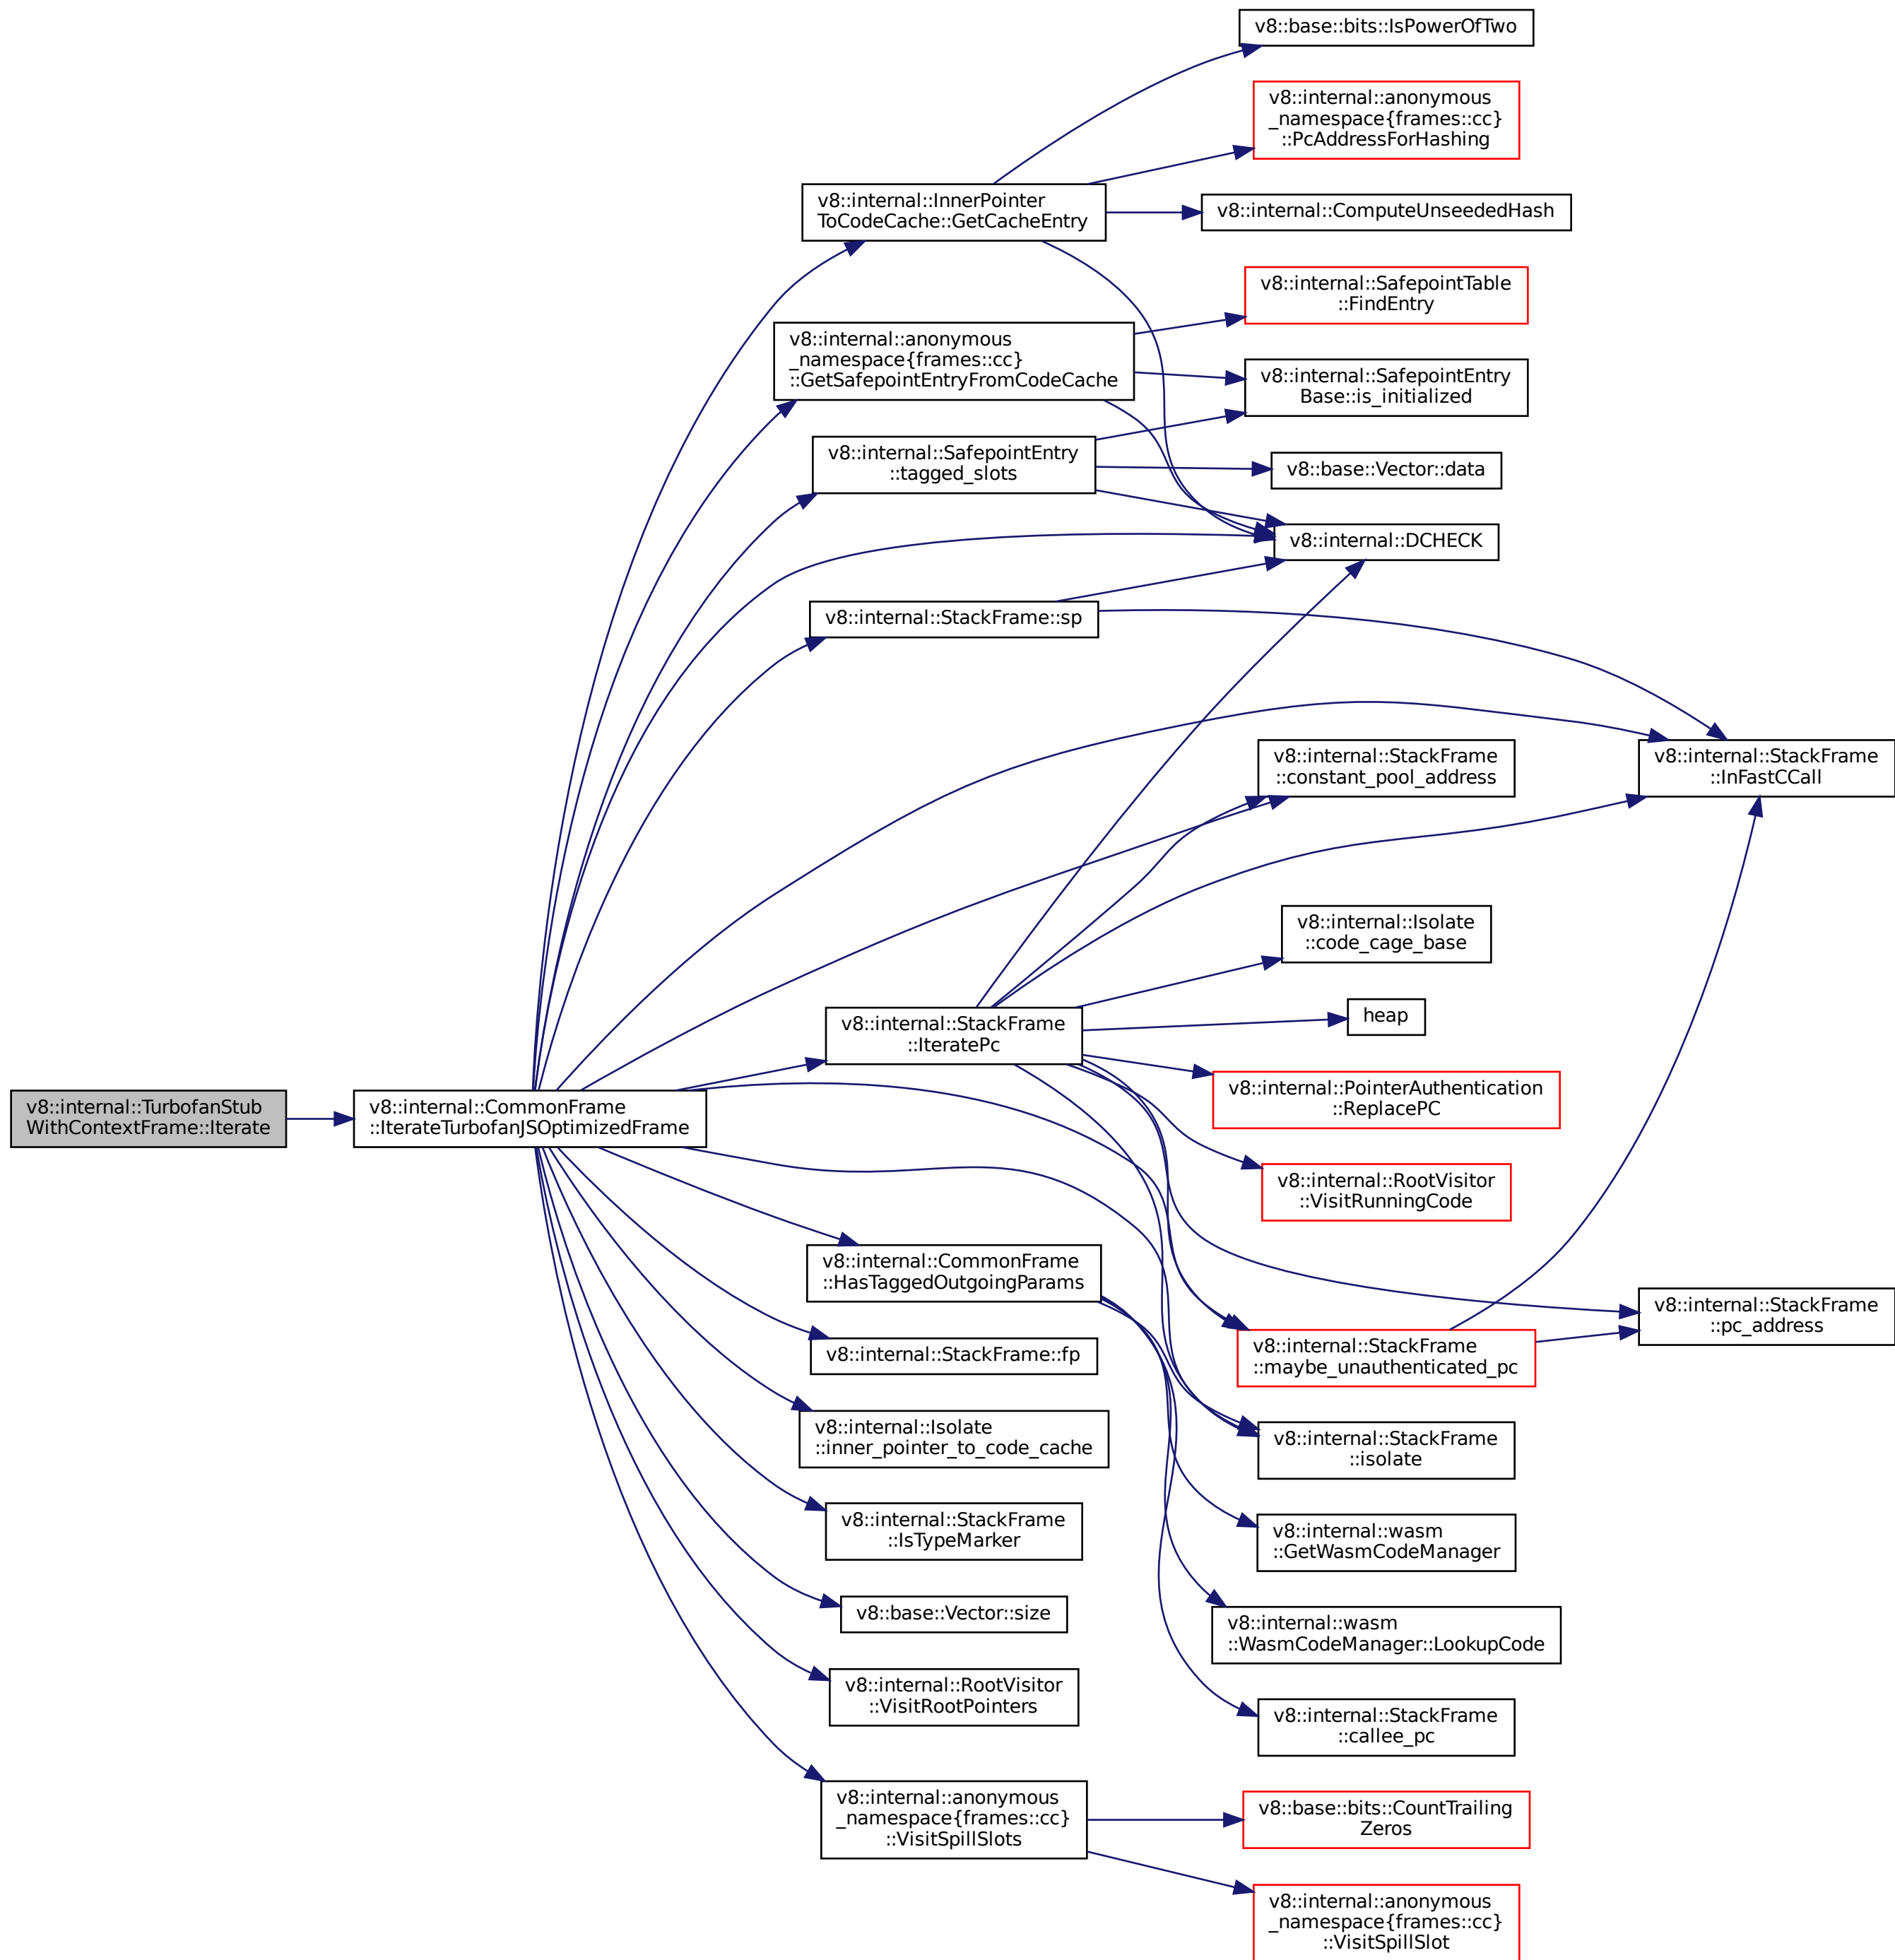 v8::base::bits::IsPowerOfTwo
v8::internal::anonymous
_namespace{frames::cc}
::PcAddressForHashing
v8::internal::InnerPointer
ToCodeCache::GetCacheEntry
v8::internal::ComputeUnseededHash
v8::internal::SafepointTable
::FindEntry
v8::internal::anonymous
_namespace{frames::cc}
::GetSafepointEntryFromCodeCache
v8::internal::SafepointEntry
Base::is_initialized
v8::internal::SafepointEntry
::tagged_slots
v8::base::Vector::data
v8::internal::DCHECK
v8::internal::StackFrame::sp
v8::internal::StackFrame
::constant_pool_address
v8::internal::StackFrame
::InFastCCall
v8::internal::Isolate
::code_cage_base
v8::internal::StackFrame
::IteratePc
heap
v8::internal::PointerAuthentication
::ReplacePC
v8::internal::TurbofanStub
WithContextFrame::Iterate
v8::internal::CommonFrame
::IterateTurbofanJSOptimizedFrame
v8::internal::RootVisitor
::VisitRunningCode
v8::internal::CommonFrame
::HasTaggedOutgoingParams
v8::internal::StackFrame
::pc_address
v8::internal::StackFrame::fp
v8::internal::StackFrame
::maybe_unauthenticated_pc
v8::internal::Isolate
::inner_pointer_to_code_cache
v8::internal::StackFrame
::isolate
v8::internal::StackFrame
::IsTypeMarker
v8::internal::wasm
::GetWasmCodeManager
v8::base::Vector::size
v8::internal::wasm
::WasmCodeManager::LookupCode
v8::internal::RootVisitor
::VisitRootPointers
v8::internal::StackFrame
::callee_pc
v8::internal::anonymous
_namespace{frames::cc}
::VisitSpillSlots
v8::base::bits::CountTrailing
Zeros
v8::internal::anonymous
_namespace{frames::cc}
::VisitSpillSlot